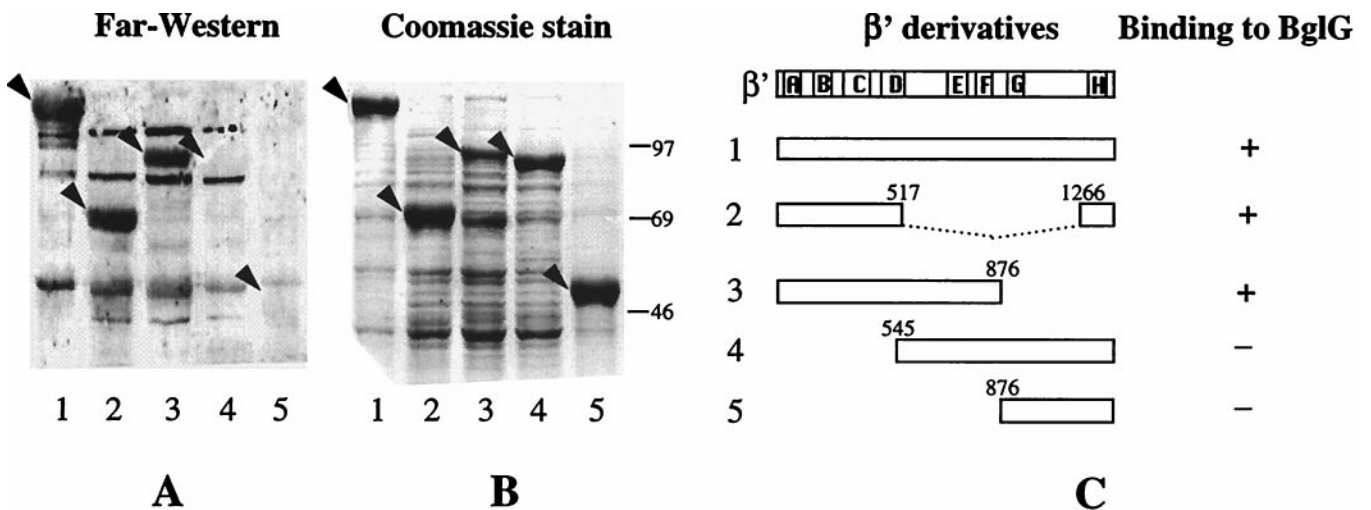 Far-Western
Coomassie stain
β' derivatives
Binding to BglG
β'
A B C D E F G H
97
69
46
1 +
517 1266
2 +
876
3 +
545
4 −
876
5 −
1 2 3 4 5
1 2 3 4 5
A
B
C